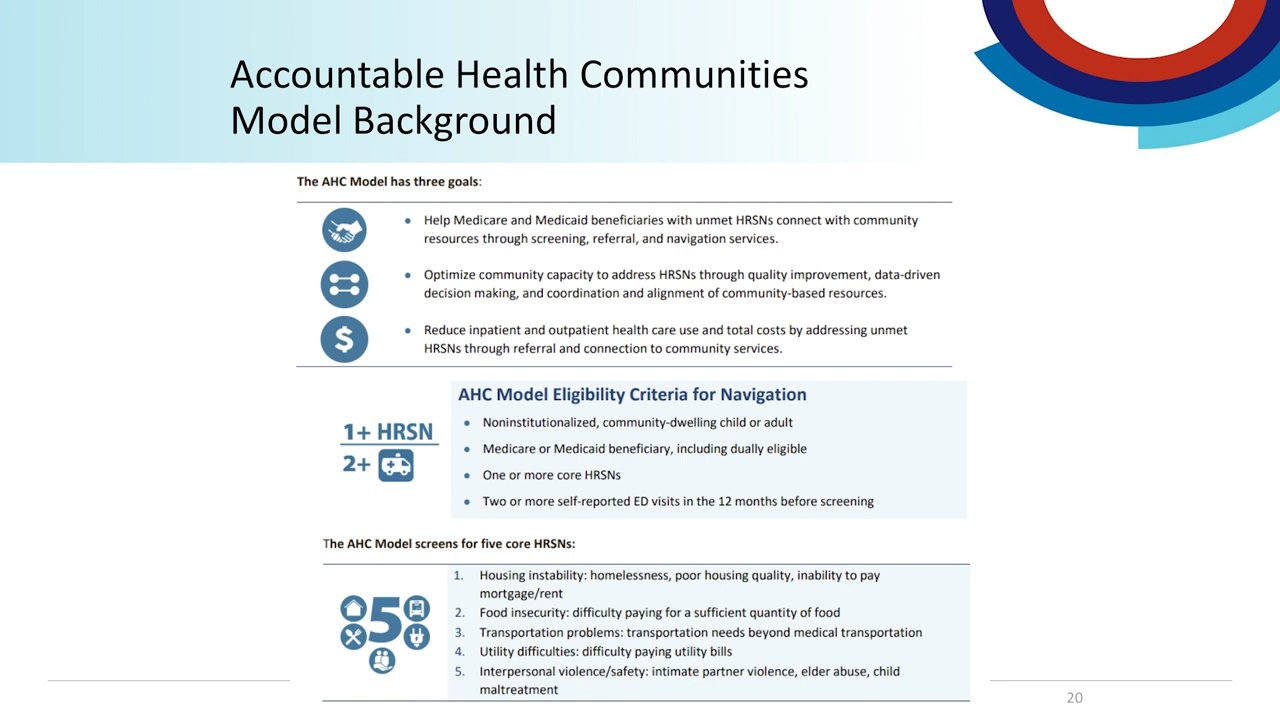 Accountable Health Communities
Model Background
The AHC Model has three goals:
• Help Medicare and Medicaid beneficiaries with unmet HRSNs connect with community
resources through screening, referral, and navigation services.
• Optimize community capacity to address HRSNs through quality improvement, data-driven
decision making, and coordination and alignment of community-based resources.
$
• Reduce inpatient and outpatient health care use and total costs by addressing unmet
HRSNs through referral and connection to community services.
1+ HRSN
2+
AHC Model Eligibility Criteria for Navigation
• Noninstitutionalized, community-dwelling child or adult
• Medicare or Medicaid beneficiary, including dually eligible
• One or more core HRSNs
• Two or more self-reported ED visits in the 12 months before screening
The AHC Model screens for five core HRSNs:
5
1. Housing instability: homelessness, poor housing quality, inability to pay
mortgage/rent
2. Food insecurity: difficulty paying for a sufficient quantity of food
3. Transportation problems: transportation needs beyond medical transportation
4. Utility difficulties: difficulty paying utility bills
5. Interpersonal violence/safety: intimate partner violence, elder abuse, child
maltreatment
20